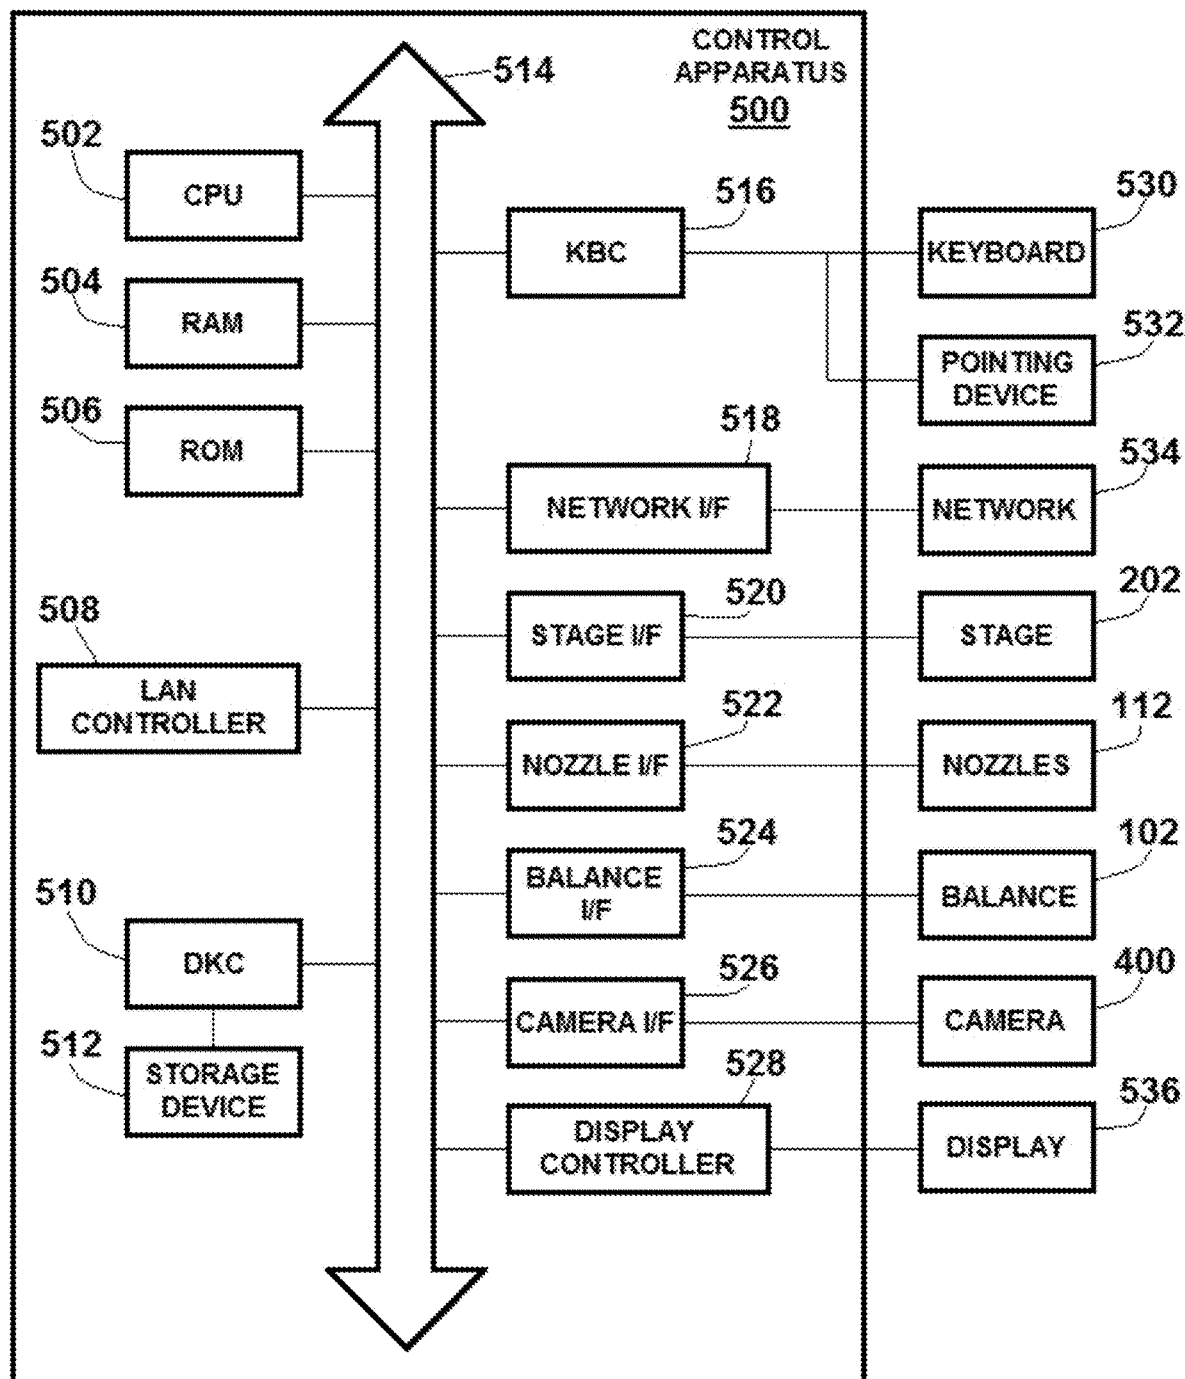 CONTROL
APPARATUS
500
514
502
CPU
504
RAM
506
ROM
508
LAN
CONTROLLER
510
DKC
512
STORAGE
DEVICE
516
KBC
518
NETWORK I/F
520
STAGE I/F
522
NOZZLE I/F
524
BALANCE
I/F
526
CAMERA I/F
528
DISPLAY
CONTROLLER
530
KEYBOARD
532
POINTING
DEVICE
534
NETWORK
202
STAGE
112
NOZZLES
102
BALANCE
400
CAMERA
536
DISPLAY